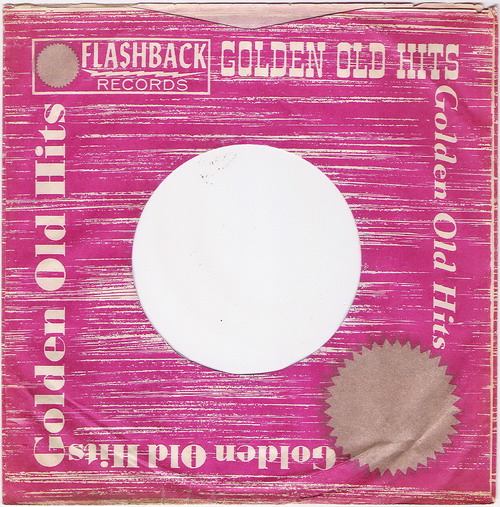 FLASHBACK
RECORDS
GOLDEN OLD HITS
Golden Old Hits
Golden Old Hits
Golden Old Hits